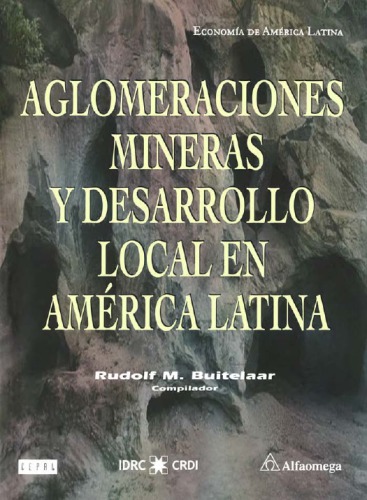 ECONOMÍA DE AMÉRICA LATINA
AGLOMERACIONES
MINERAS
Y DESARROLLO
LOCAL EN
AMÉRICA LATINA
Rudolf M. Buitelaar
Compilador
CEPAL
IDRC CRDI
Alfaomega